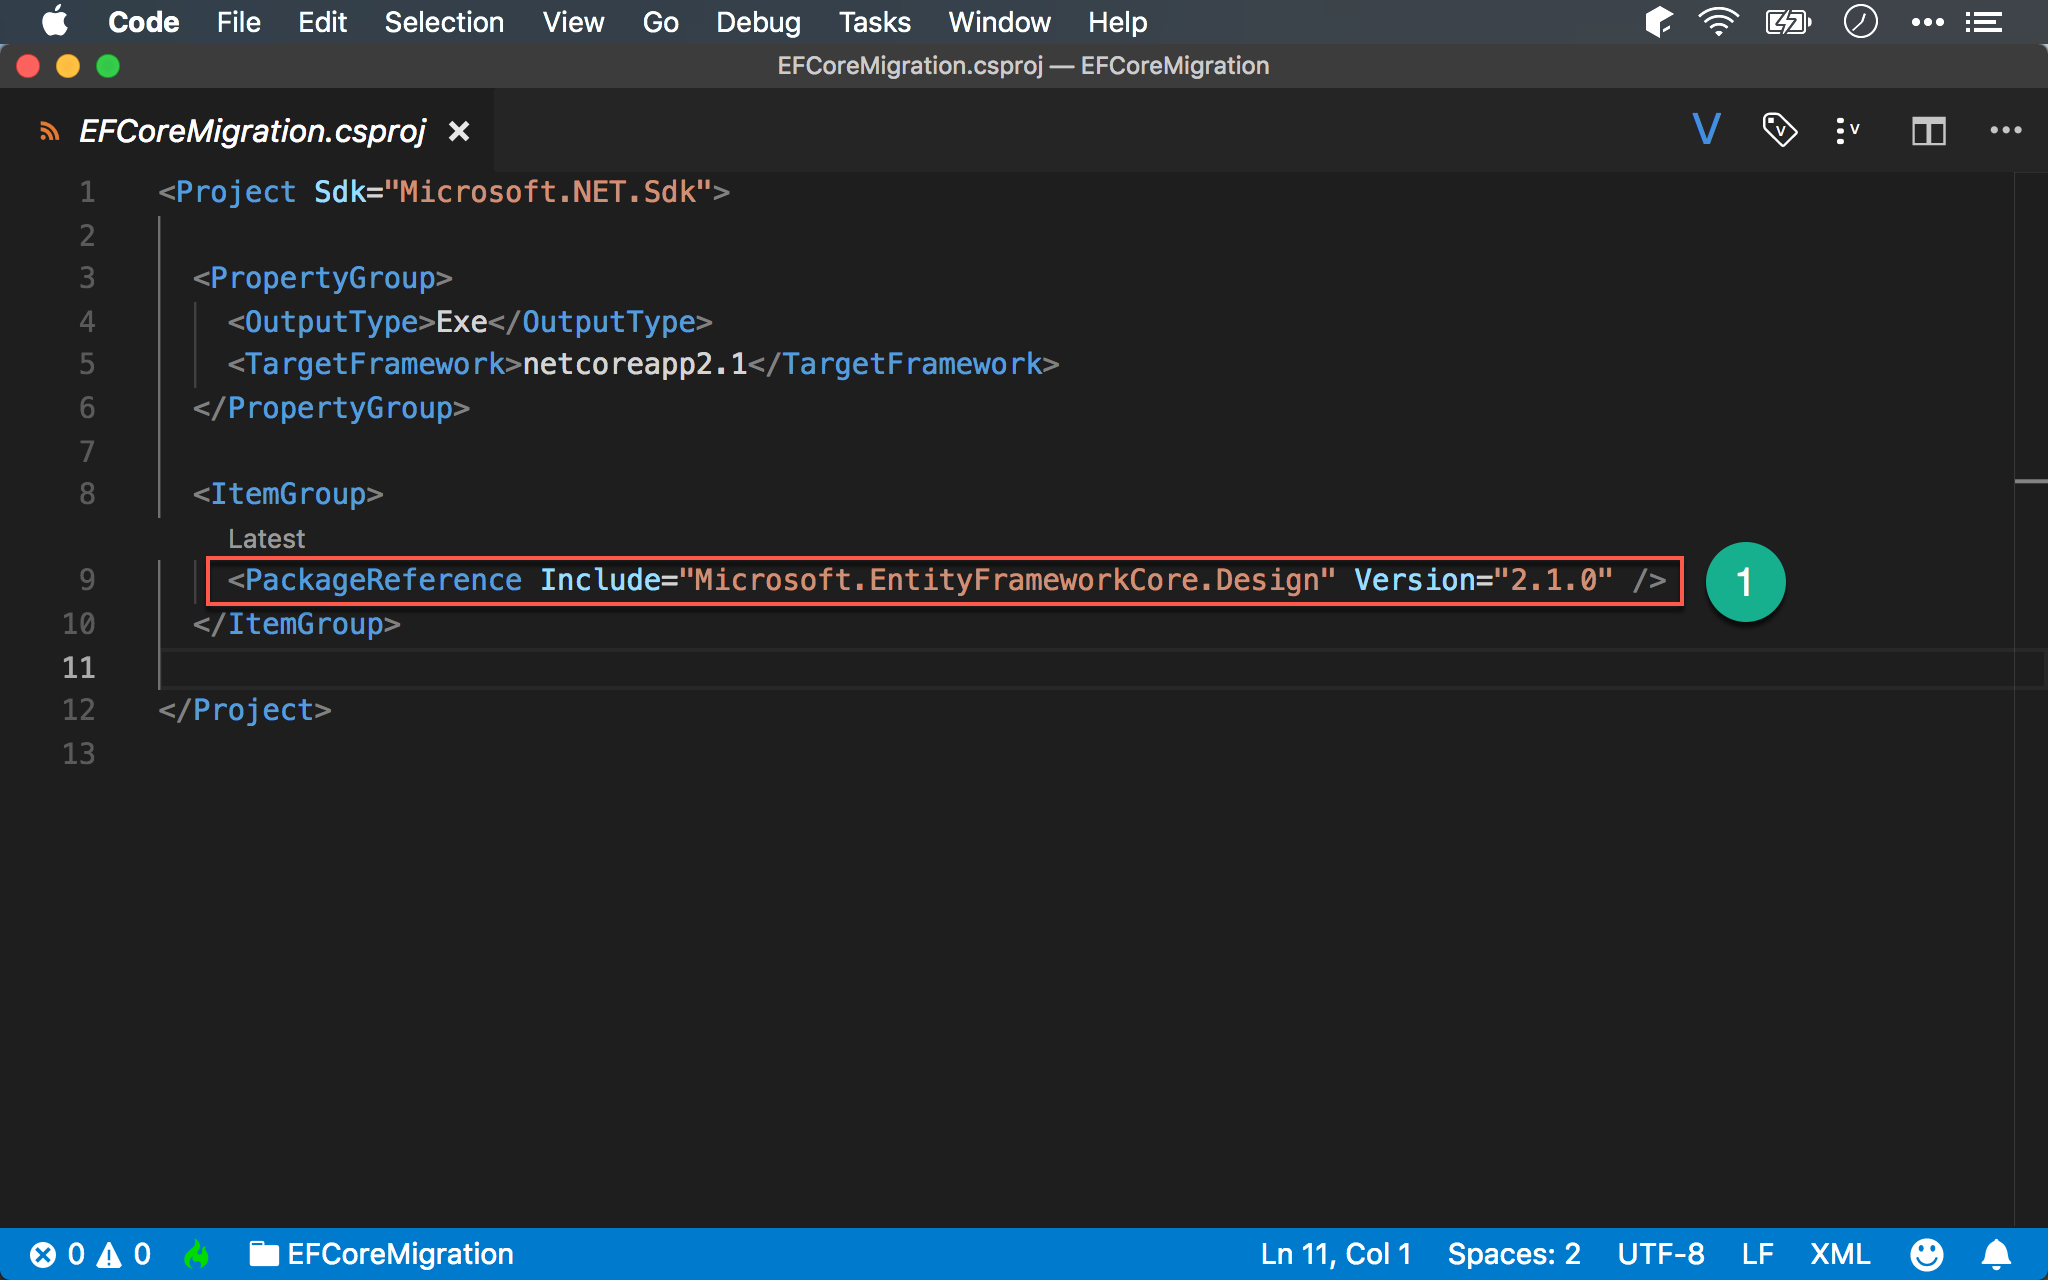 Code File Edit Selection View Go Debug Tasks Window Help
EFCoreMigration.csproj — EFCoreMigration
EFCoreMigration.csproj
1 <Project Sdk="Microsoft.NET.Sdk">
2
3 <PropertyGroup>
4 <OutputType>Exe</OutputType>
5 <TargetFramework>netcoreapp2.1</TargetFramework>
6 </PropertyGroup>
7
8 <ItemGroup>
Latest
9 <PackageReference Include="Microsoft.EntityFrameworkCore.Design" Version="2.1.0" /> 1
10 </ItemGroup>
11
12 </Project>
13
0 0 EFCoreMigration Ln 11, Col 1 Spaces: 2 UTF-8 LF XML